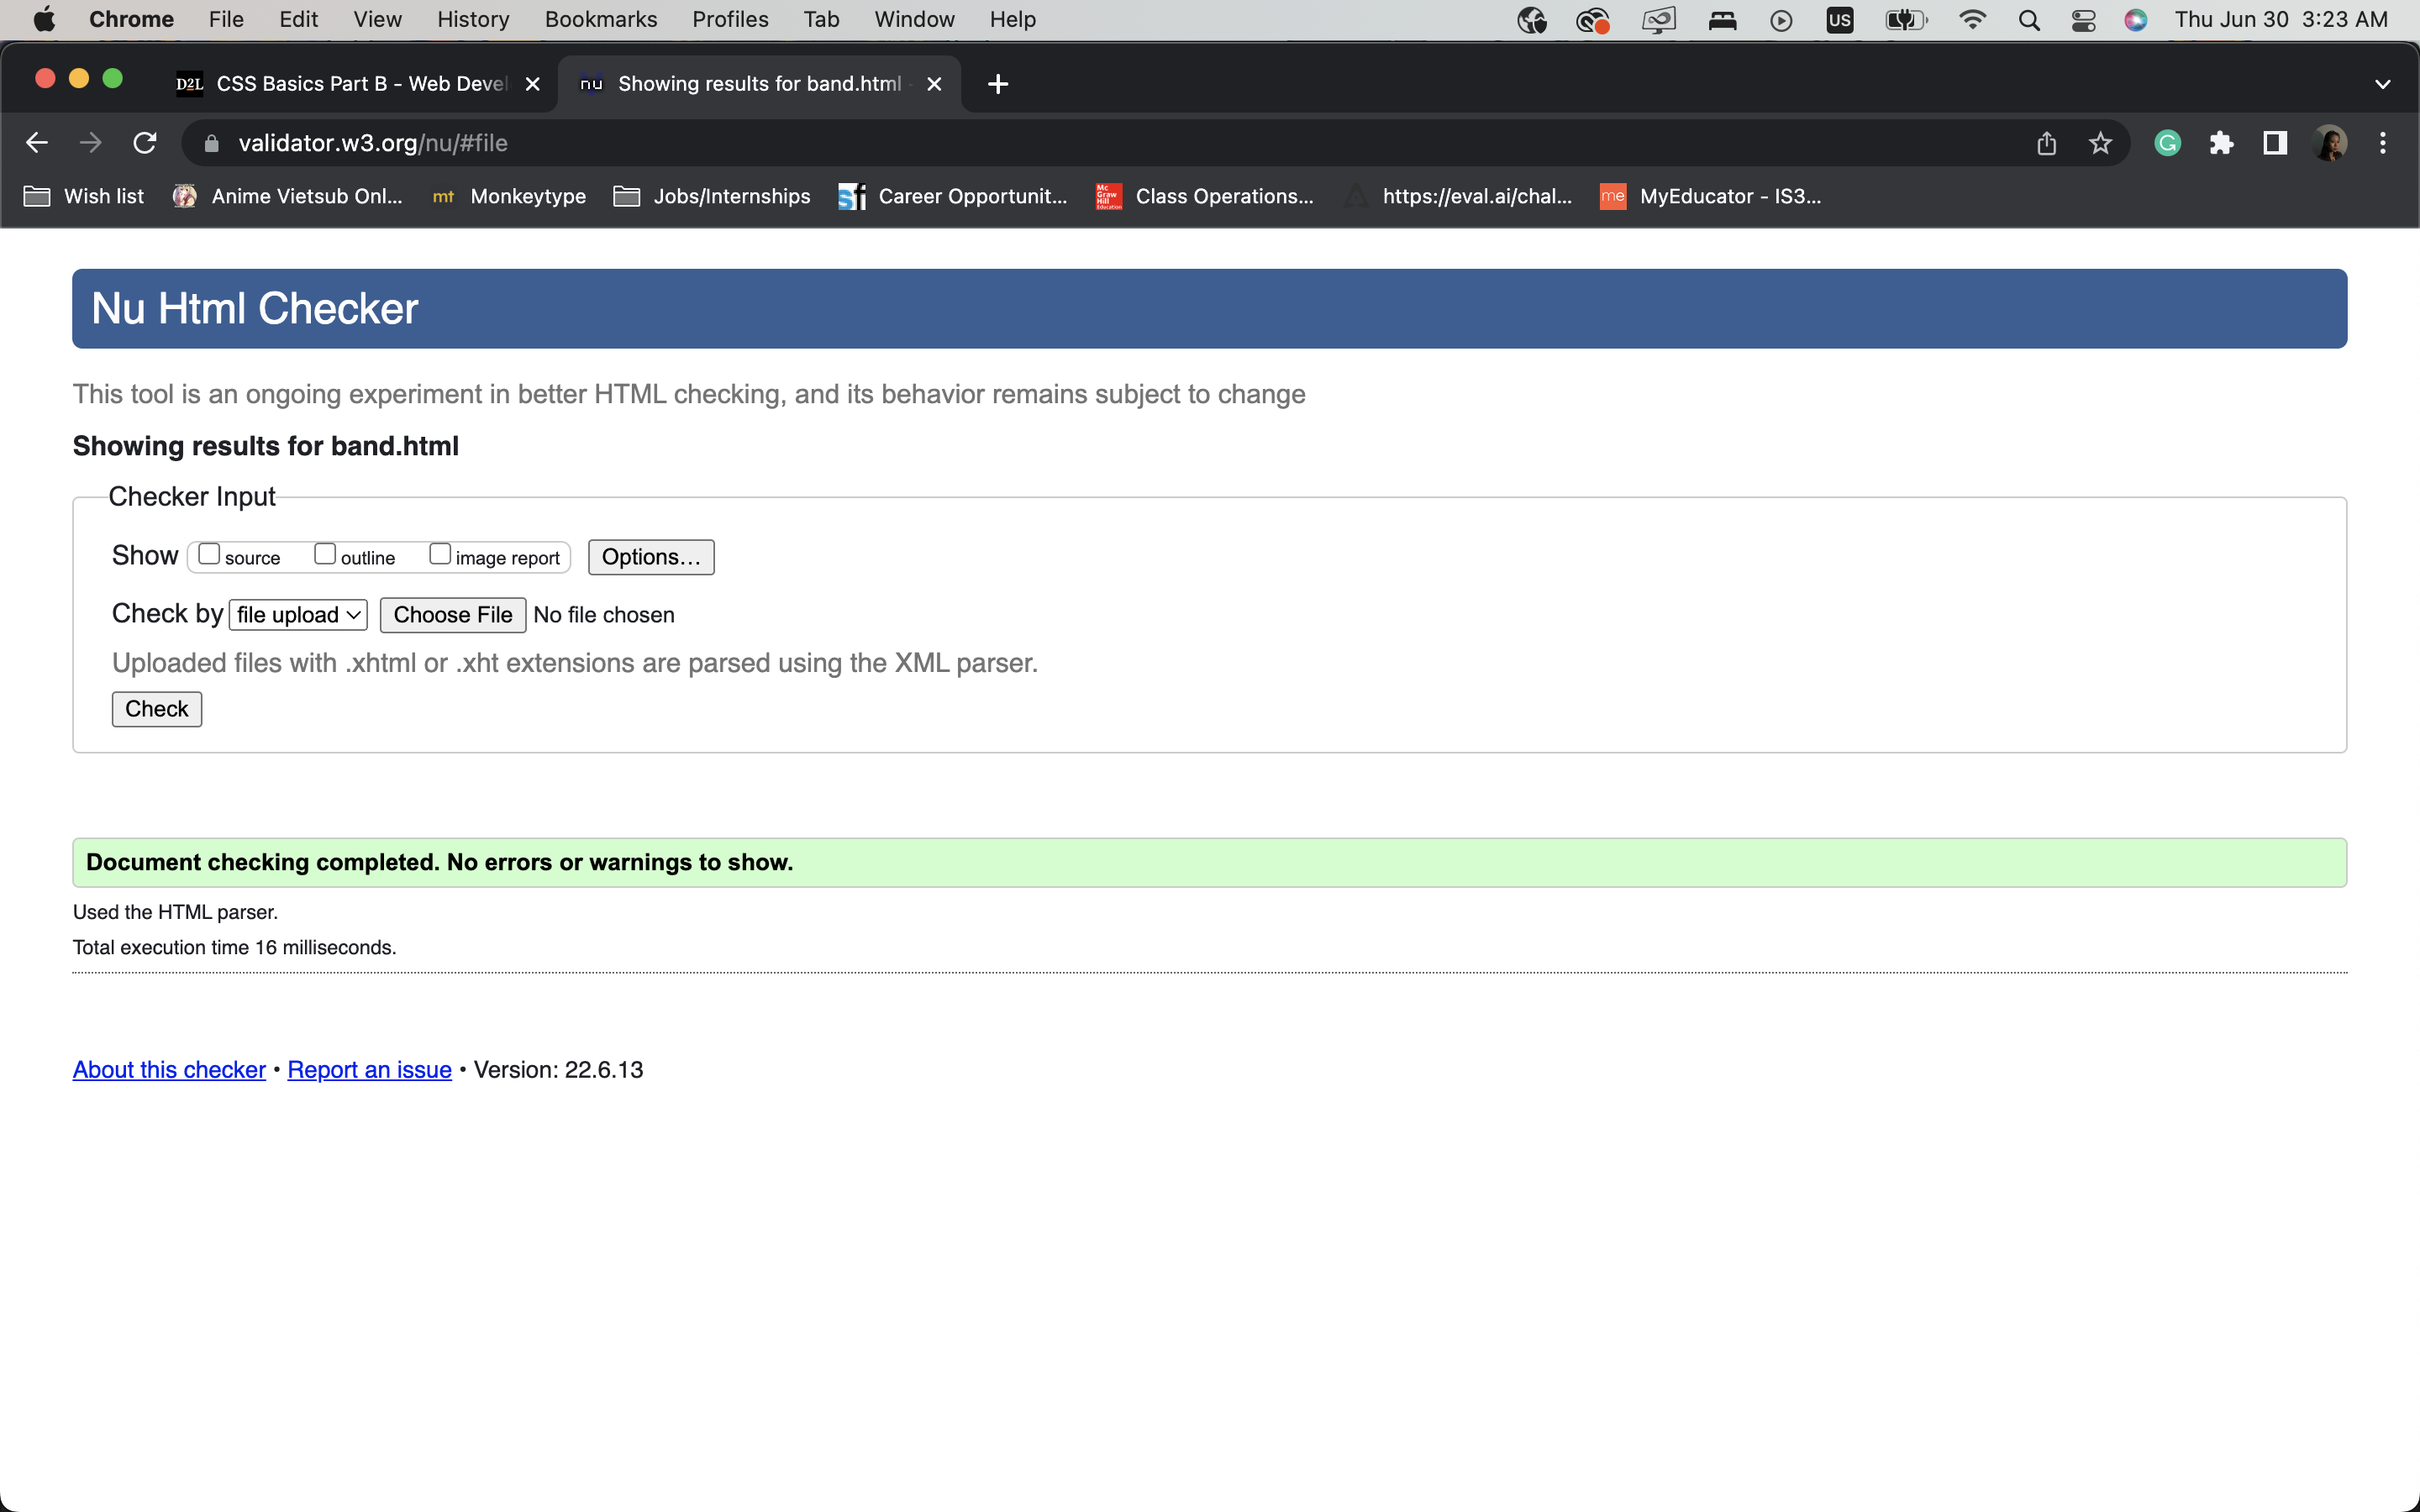 Chrome File Edit View History Bookmarks Profiles Tab Window Help US Thu Jun 30 3:23 AM
D2L CSS Basics Part B - Web Devel nu Showing results for band.html -
validator.w3.org/nu/#file
Wish list Anime Vietsub Onl... mt Monkeytype Jobs/Internships sf Career Opportunit... Mc Graw Hill Education Class Operations... https://eval.ai/chal... me MyEducator - IS3...
Nu Html Checker
This tool is an ongoing experiment in better HTML checking, and its behavior remains subject to change
Showing results for band.html
Checker Input
Show source outline image report Options...
Check by file upload Choose File No file chosen
Uploaded files with .xhtml or .xht extensions are parsed using the XML parser.
Check
Document checking completed. No errors or warnings to show.
Used the HTML parser.
Total execution time 16 milliseconds.
About this checker • Report an issue • Version: 22.6.13